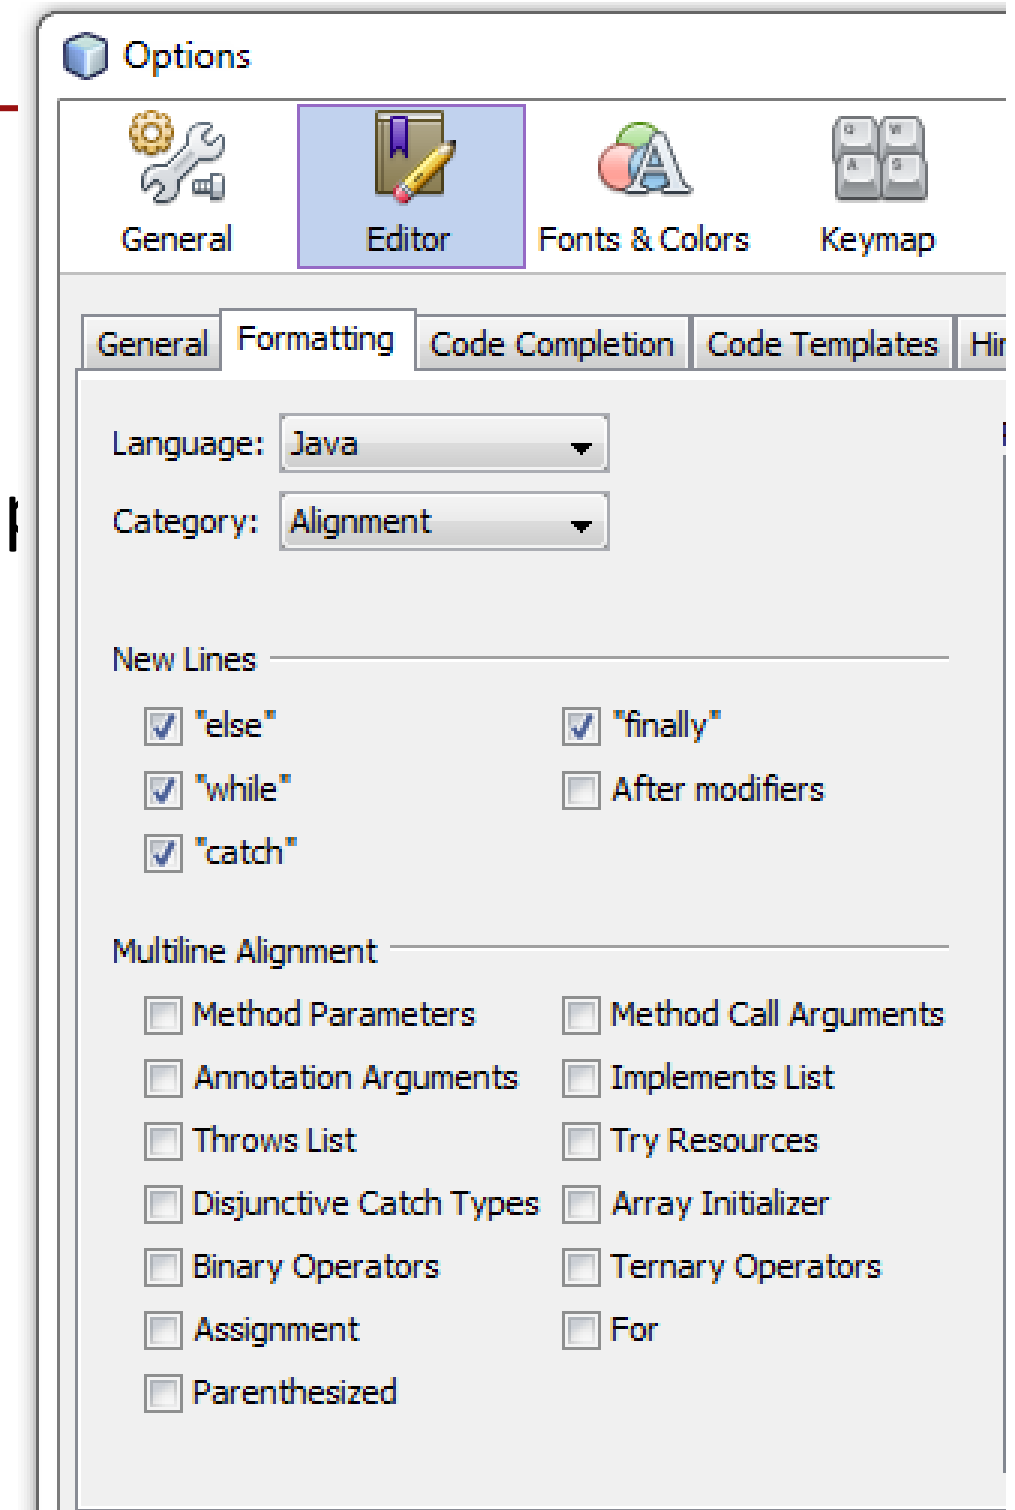 Options
General Editor Fonts & Colors Keymap
General Formatting Code Completion Code Templates
Language: Java
Category: Alignment
New Lines
"else" "finally"
"while" After modifiers
"catch"
Multiline Alignment
Method Parameters Method Call Arguments
Annotation Arguments Implements List
Throws List Try Resources
Disjunctive Catch Types Array Initializer
Binary Operators Ternary Operators
Assignment For
Parenthesized